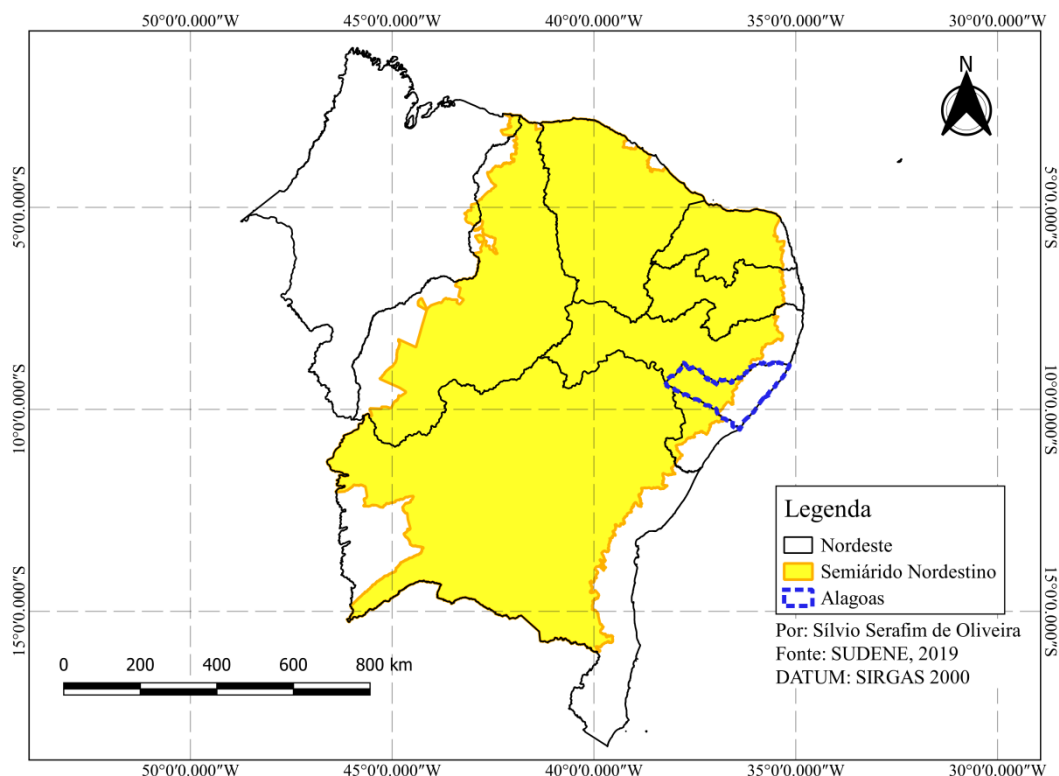 50°0'0.000"W 45°0'0.000"W 40°0'0.000"W 35°0'0.000"W 30°0'0.000"W
N
5°0'0.000"S
5°0'0.000"S
10°0'0.000"S
10°0'0.000"S
15°0'0.000"S
15°0'0.000"S
Legenda
Nordeste
Semiárido Nordestino
Alagoas
Por: Sílvio Serafim de Oliveira
Fonte: SUDENE, 2019
DATUM: SIRGAS 2000
0 200 400 600 800 km
50°0'0.000"W 45°0'0.000"W 40°0'0.000"W 35°0'0.000"W 30°0'0.000"W